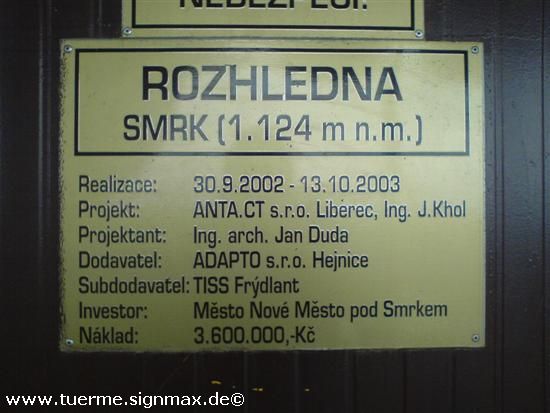 NEBEZPEČÍ.
ROZHLEDNA
SMRK (1.124 m n.m.)
Realizace: 30.9.2002 - 13.10.2003
Projekt: ANTA.CT s.r.o. Liberec, Ing. J.Khol
Projektant: Ing. arch. Jan Duda
Dodavatel: ADAPTO s.r.o. Hejnice
Subdodavatel: TISS Frýdlant
Investor: Město Nové Město pod Smrkem
Náklad: 3.600.000,-Kč
www.tuerme.signmax.de©